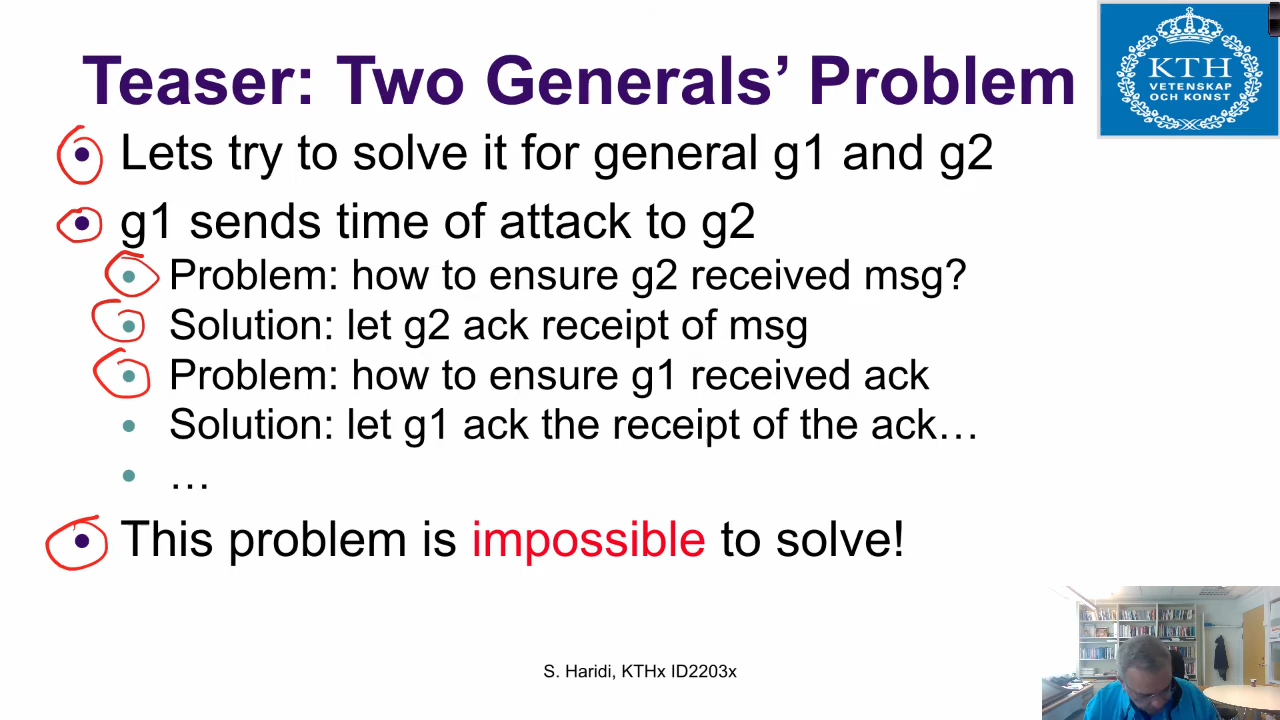 Teaser: Two Generals' Problem
KTH
VETENSKAP
OCH KONST
• Lets try to solve it for general g1 and g2
• g1 sends time of attack to g2
• Problem: how to ensure g2 received msg?
• Solution: let g2 ack receipt of msg
• Problem: how to ensure g1 received ack
• Solution: let g1 ack the receipt of the ack…
• …
• This problem is impossible to solve!
S. Haridi, KTHx ID2203x